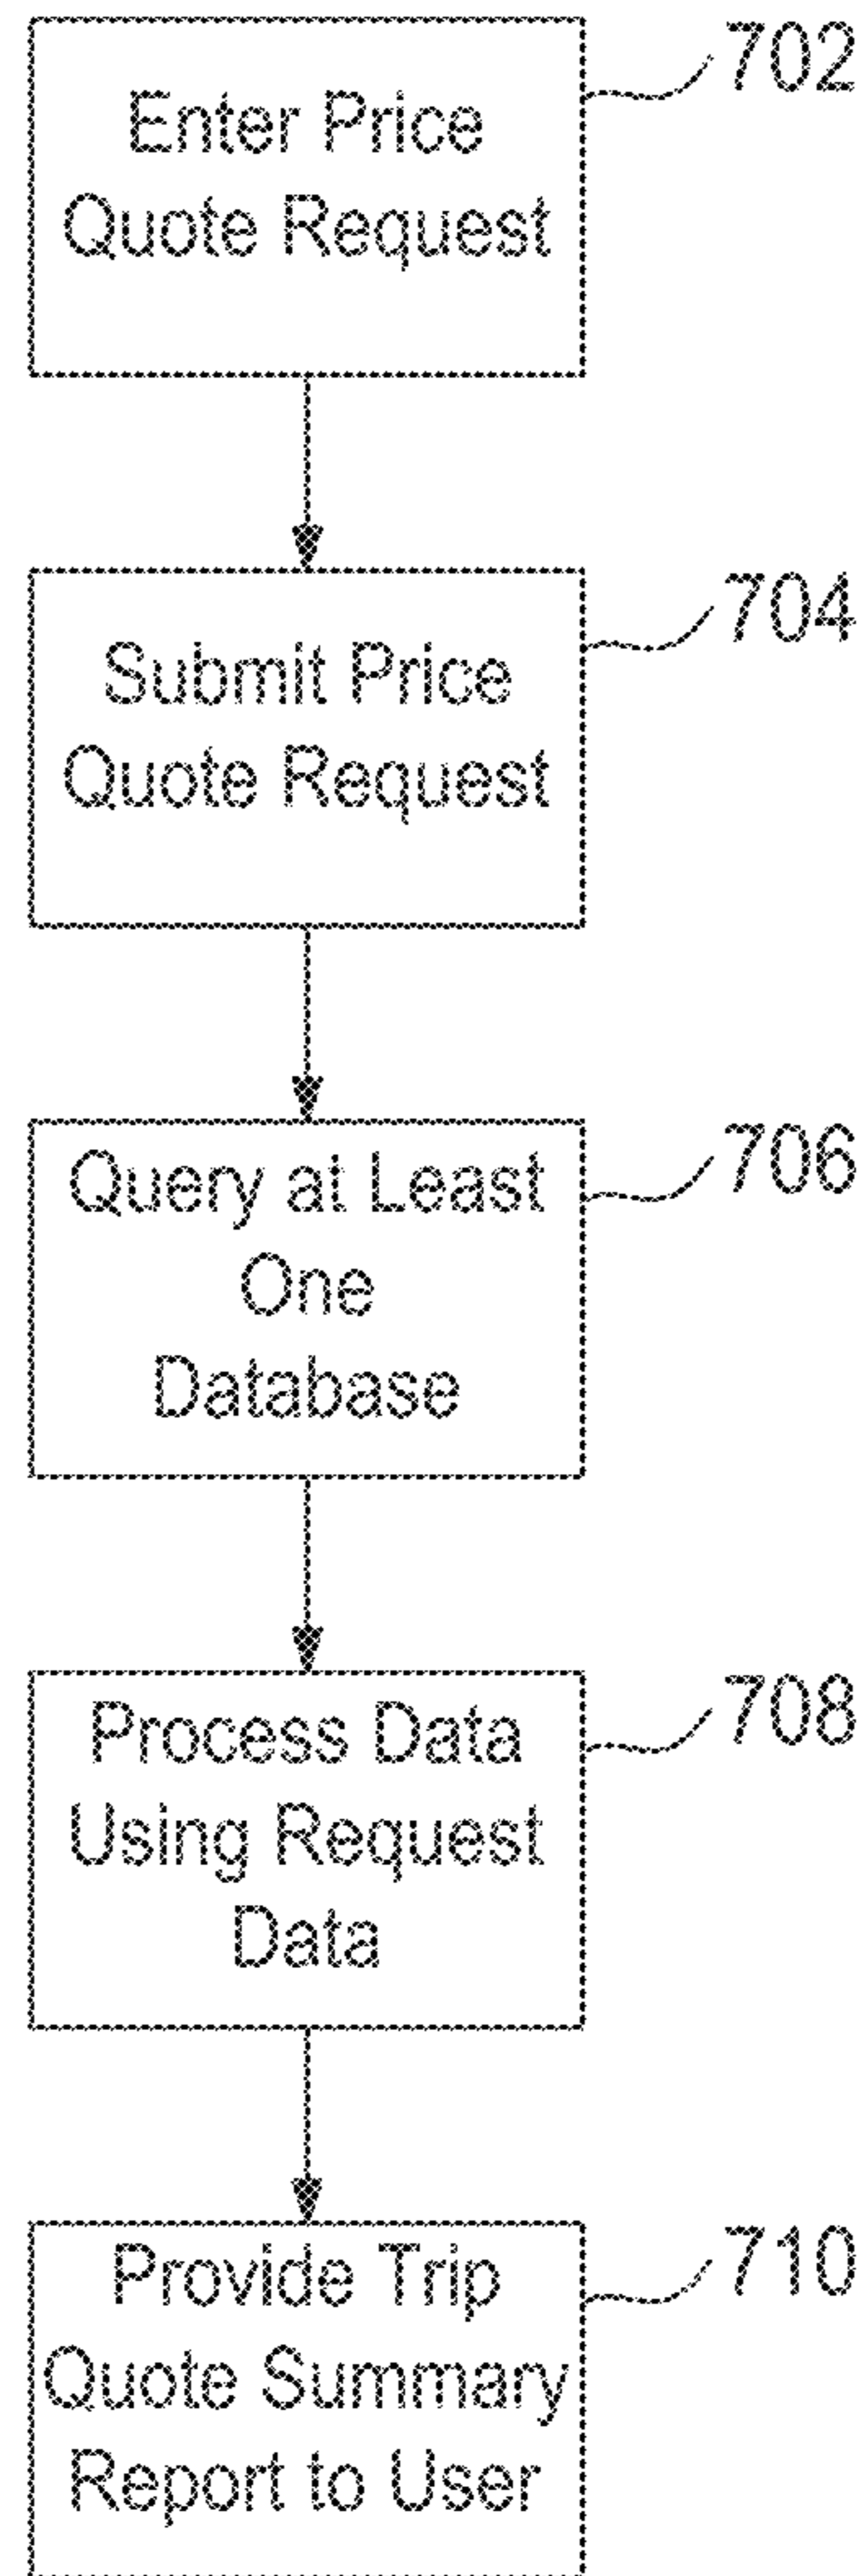 702
Enter Price
Quote Request
704
Submit Price
Quote Request
706
Query at Least
One
Database
708
Process Data
Using Request
Data
710
Provide Trip
Quote Summary
Report to User